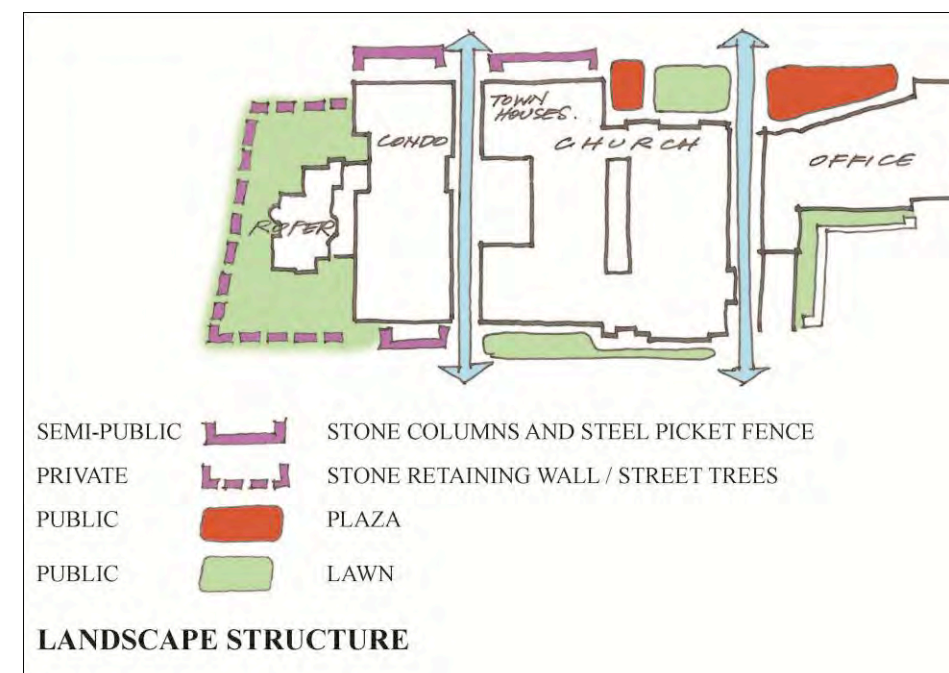 TOWN
HOUSES.
CONDO
CHURCH
OFFICE
ROPER
SEMI-PUBLIC STONE COLUMNS AND STEEL PICKET FENCE
PRIVATE STONE RETAINING WALL / STREET TREES
PUBLIC PLAZA
PUBLIC LAWN
LANDSCAPE STRUCTURE